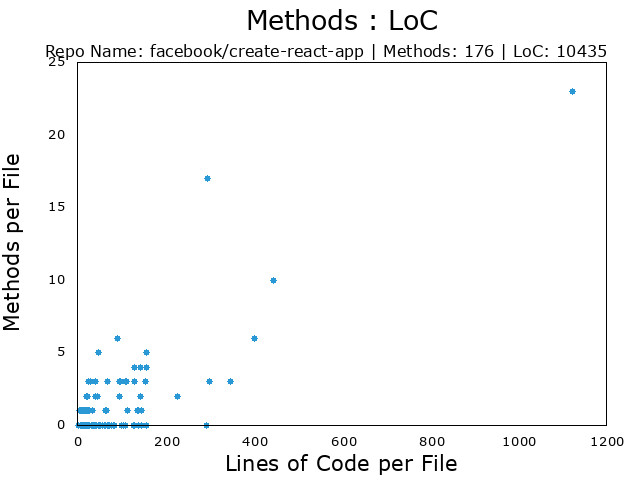 Methods : LoC
Repo Name: facebook/create-react-app | Methods: 176 | LoC: 10435
25
20
15
10
5
0
Methods per File
0 200 400 600 800 1000 1200
Lines of Code per File